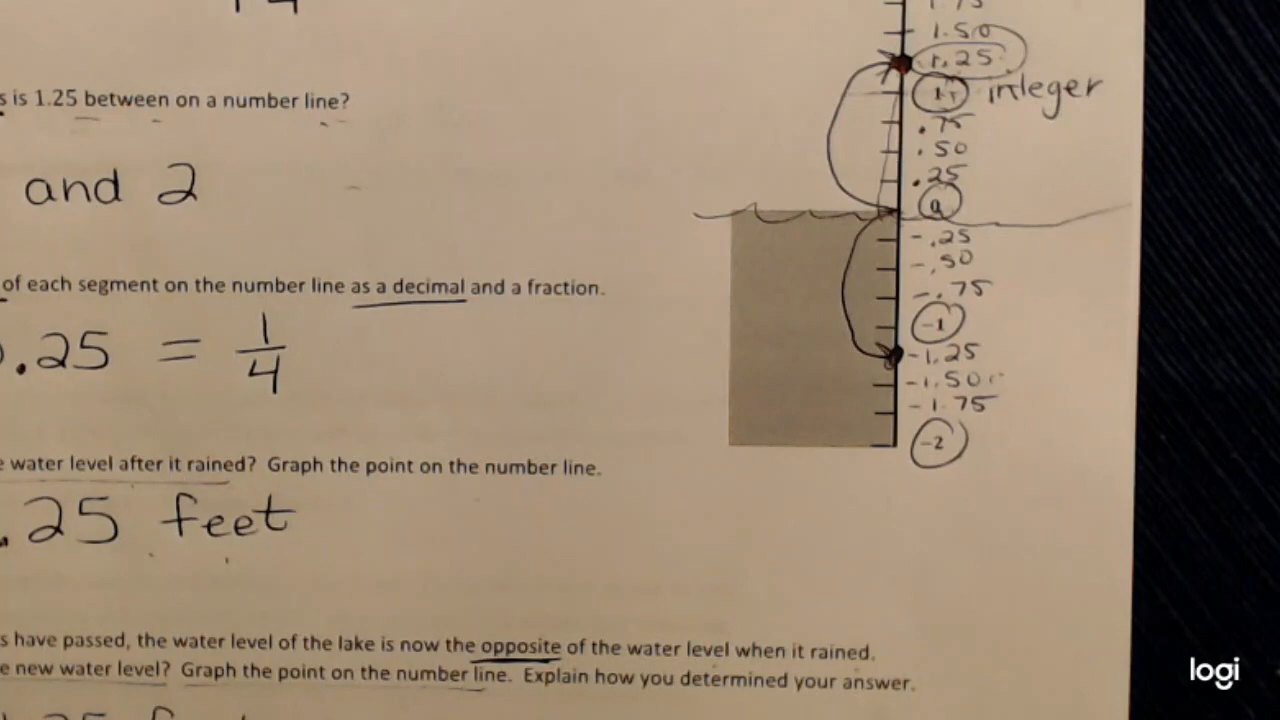 1.50
1.25
s is 1.25 between on a number line?
1 integer
.75
.50
and 2
.25
0
-.25
-.50
of each segment on the number line as a decimal and a fraction.
-.75
-1
.25 = 1/4
-1.25
-1.50
-1.75
-2
e water level after it rained? Graph the point on the number line.
.25 feet
s have passed, the water level of the lake is now the opposite of the water level when it rained.
e new water level? Graph the point on the number line. Explain how you determined your answer.
logi